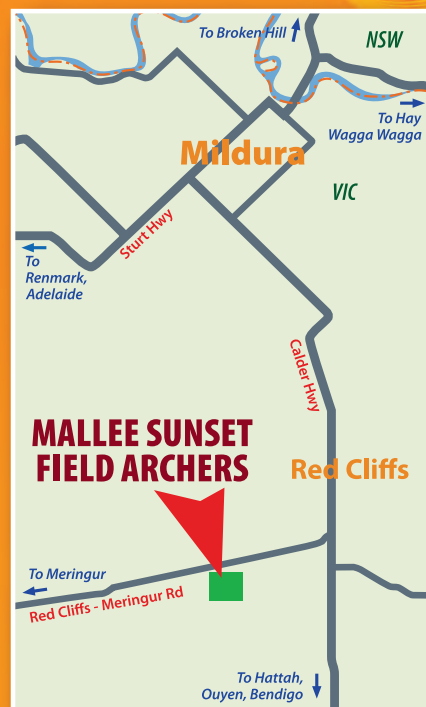 To Broken Hill
NSW
To Hay
Wagga Wagga
Mildura
VIC
Sturt Hwy
To
Renmark,
Adelaide
Calder Hwy
MALLEE SUNSET
FIELD ARCHERS
Red Cliffs
To Meringur
Red Cliffs - Meringur Rd
To Hattah,
Ouyen, Bendigo